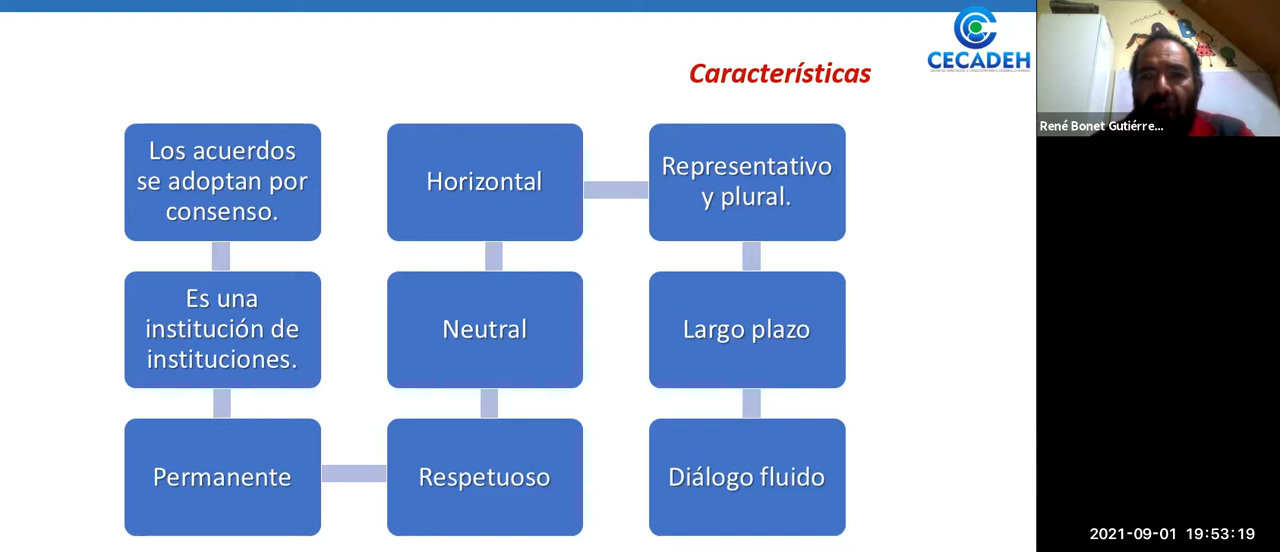 CECADEH
Características
Los acuerdos
se adoptan por
consenso.
Es una
institución de
instituciones.
Permanente
Respetuoso
Neutral
Horizontal
Representativo
y plural.
Largo plazo
Diálogo fluido
René Bonet Gutiérre...
2021-09-01 19:53:19